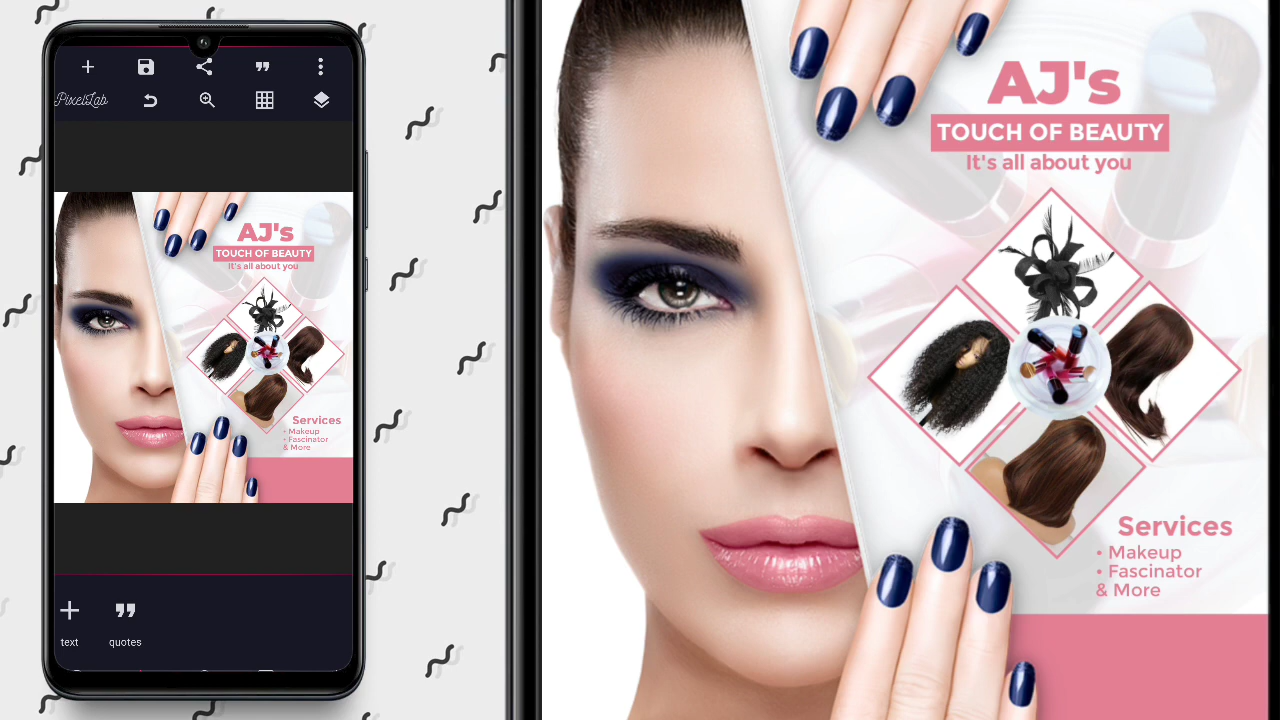 PixelLab
AJ's
TOUCH OF BEAUTY
It's all about you
Services
• Makeup
• Fascinator
& More
text
quotes
AJ's
TOUCH OF BEAUTY
It's all about you
Services
• Makeup
• Fascinator
& More